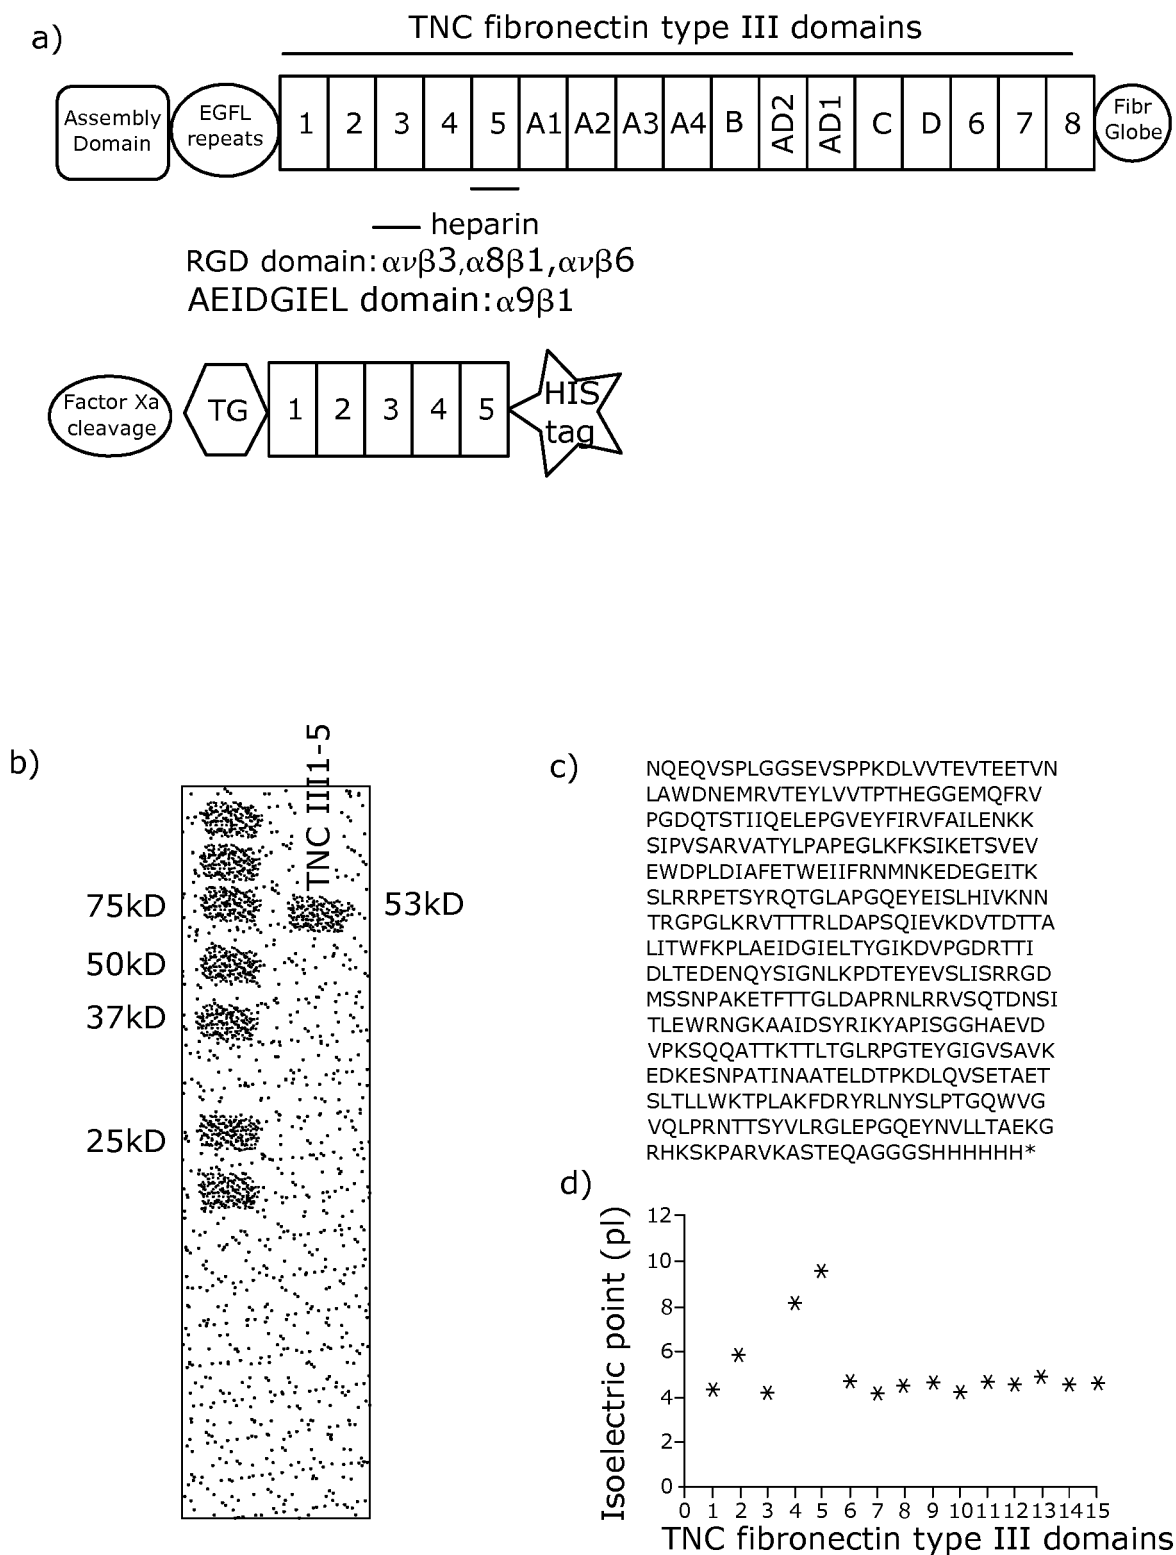 a)
TNC fibronectin type III domains
Assembly
Domain
EGFL
repeats
1 2 3 4 5 A1 A2 A3 A4 B AD2 AD1 C D 6 7 8
Fibr
Globe
heparin
RGD domain: ανβ3,α8β1,ανβ6
AEIDGIEL domain:α9β1
Factor Xa
cleavage
TG
1 2 3 4 5
HIS
tag
b)
TNC III1-5
75kD
53kD
50kD
37kD
25kD
c)
NQEQVSPLGGSEVSPPKDLVVTEVTEETVN
LAWDNEMRVTEYLVVTPTHEGGEMQFRV
PGDQTSTIIQELEPGVEYFIRVFAILENKK
SIPVSARVATYLPAPEGLKFKSIKETSVEV
EWDPLDIAFETWEIIFRNMNKEDEGEITK
SLRRPETSYRQTGLAPGQEYEISLHIVKNN
TRGPGLKRVTTTRLDAPSQIEVKDVTDTTA
LITWFKPLAEIDGIELTYGIKDVPGDRTTI
DLTEDENQYSIGNLKPDTEYEVSLISRRGD
MSSNPAKETFTTGLDAPRNLRRVSQTDNSI
TLEWRNGKAAIDSYRIKYAPISGGHAEVD
VPKSQQATTKTTLTGLRPGTEYGIGVSAVK
EDKESNPATINAATELDTPKDLQVSETAET
SLTLLWKTPLAKFDRYRLNYSLPTGQWVG
VQLPRNTTSYVLRGLEPGQEYNVLLTAEKG
RHKSKPARVKASTEQAGGGSHHHHHH*
d)
Isoelectric point (pI)
12
10
8
6
4
2
0
0 1 2 3 4 5 6 7 8 9 10 11 12 13 14 15
TNC fibronectin type III domains